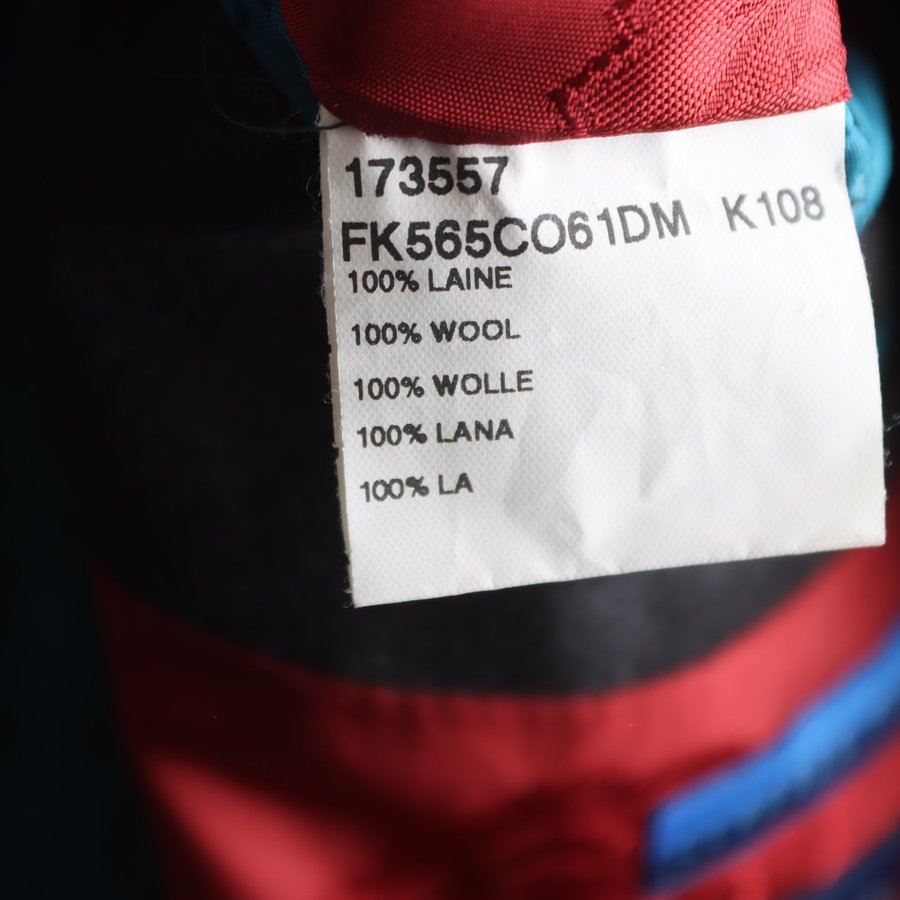 173557
FK565CO61DM K108
100% LAINE
100% WOOL
100% WOLLE
100% LANA
100% LA